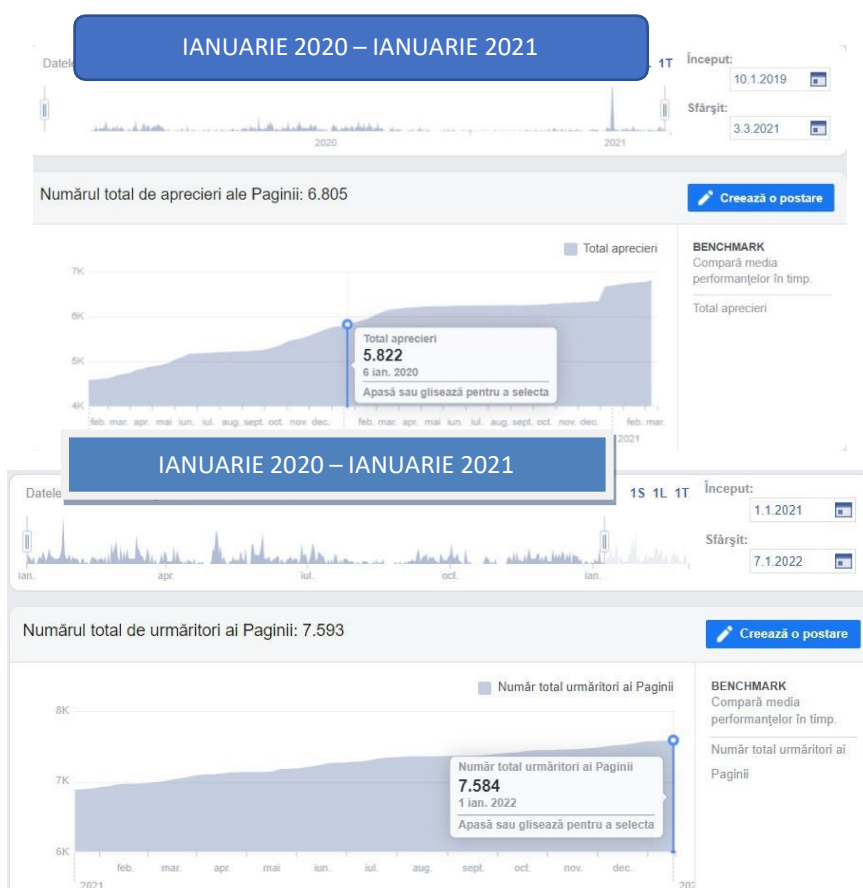 IANUARIE 2020 – IANUARIE 2021
1T
Început:
10.1.2019
Sfârşit:
3.3.2021
2020
2021
Numărul total de aprecieri ale Paginii: 6.805
Creează o postare
Total aprecieri
BENCHMARK
Compară media
performanţelor în timp.
Total aprecieri
7K
6K
5K
4K
Total aprecieri
5.822
6 ian. 2020
Apasă sau glisează pentru a selecta
feb. mar. apr. mai iun. iul. aug. sept. oct. nov. dec. feb. mar. apr. mai iun. iul. aug. sept. oct. nov. dec. feb. mar.
2021
IANUARIE 2020 – IANUARIE 2021
1S 1L 1T
Început:
1.1.2021
Sfârşit:
7.1.2022
ian. apr. iul. oct. ian.
Numărul total de urmăritori ai Paginii: 7.593
Creează o postare
Număr total urmăritori ai Paginii
BENCHMARK
Compară media
performanţelor în timp.
Număr total urmăritori ai
Paginii
8K
7K
6K
Număr total urmăritori ai Paginii
7.584
1 ian. 2022
Apasă sau glisează pentru a selecta
feb. mar. apr. mai iun. iul. aug. sept. oct. nov. dec.
2021